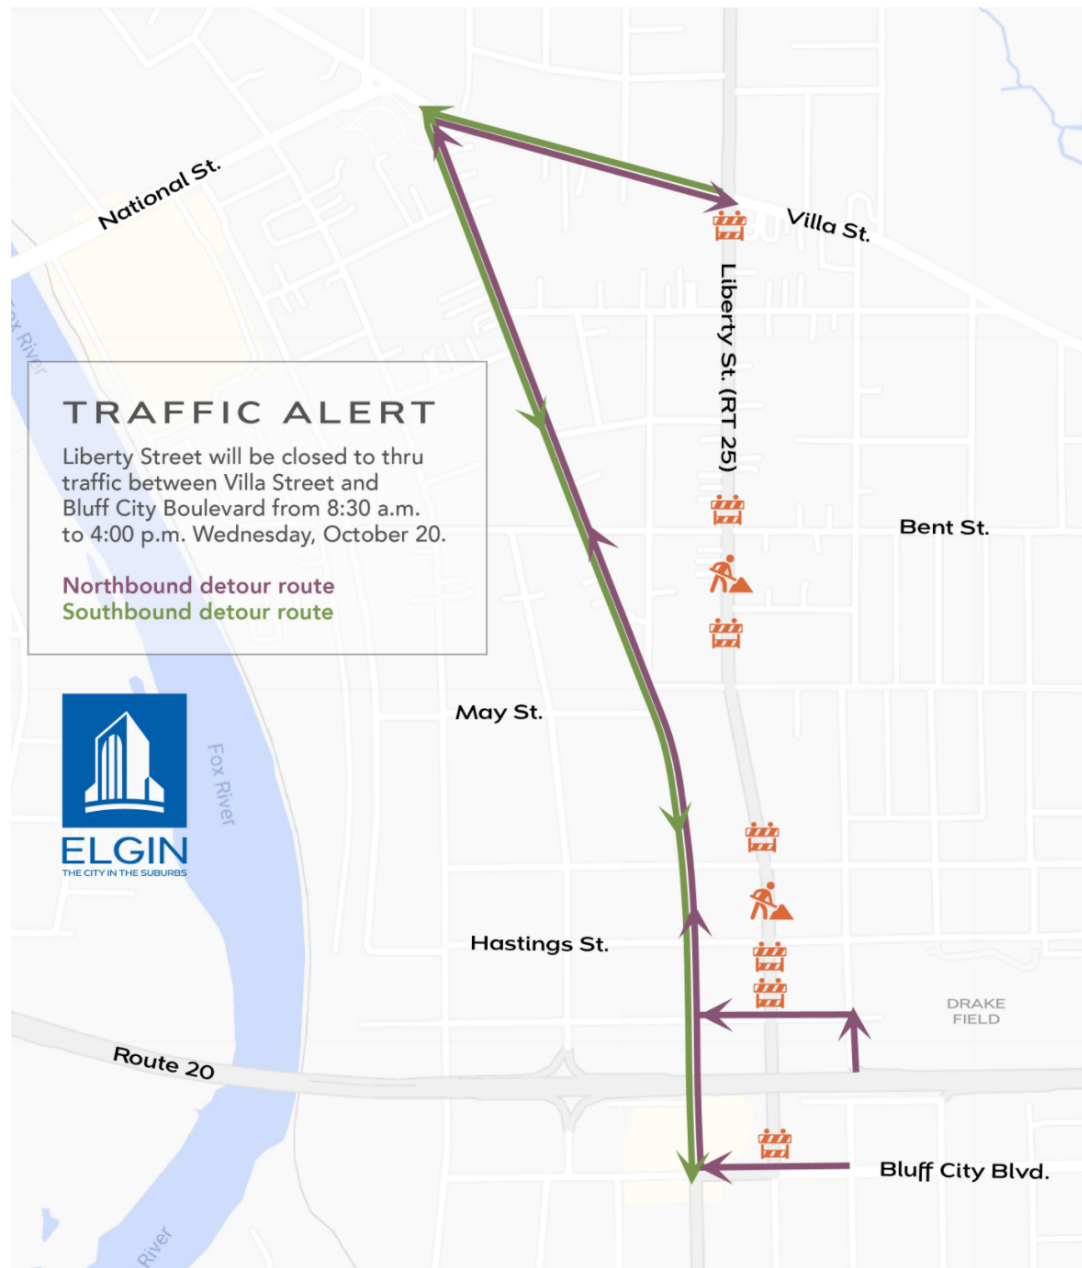 National St.
Villa St.
Fox River
Liberty St. (RT 25)
TRAFFIC ALERT
Liberty Street will be closed to thru
traffic between Villa Street and
Bluff City Boulevard from 8:30 a.m.
to 4:00 p.m. Wednesday, October 20.
Northbound detour route
Southbound detour route
Bent St.
May St.
Fox River
ELGIN
THE CITY IN THE SUBURBS
Hastings St.
DRAKE
FIELD
Route 20
Bluff City Blvd.
River